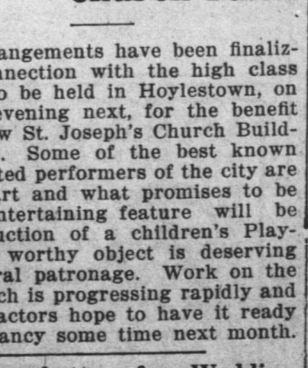 angements have been finaliz-
nnection with the high class
o be held in Hoylestown, on
evening next, for the benefit
w St. Joseph's Church Build-
. Some of the best known
ted performers of the city are
rt and what promises to be
ntertaining feature will be
uction of a children's Play-
worthy object is deserving
ral patronage. Work on the
ch is progressing rapidly and
actors hope to have it ready
ancy some time next month.